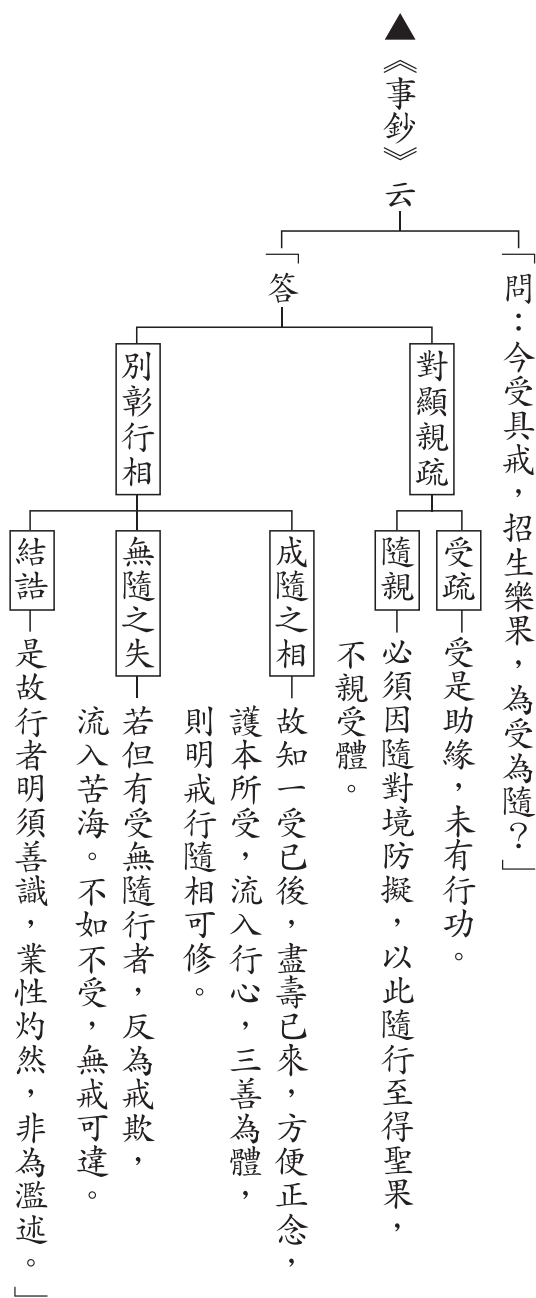 ▲《事鈔》云
「問：今受具戒，招生樂果，為受為隨？」
「答
對顯親疏
受疏
受是助緣，未有行功。
隨親
必須因隨對境防擬，以此隨行至得聖果，
不親受體。
別彰行相
成隨之相
故知一受已後，盡壽已來，方便正念，
護本所受，流入行心，三善為體，
則明戒行隨相可修。
無隨之失
若但有受無隨行者，反為戒欺，
流入苦海。不如不受，無戒可違。
結誥
是故行者明須善識，業性灼然，非為濫述。」